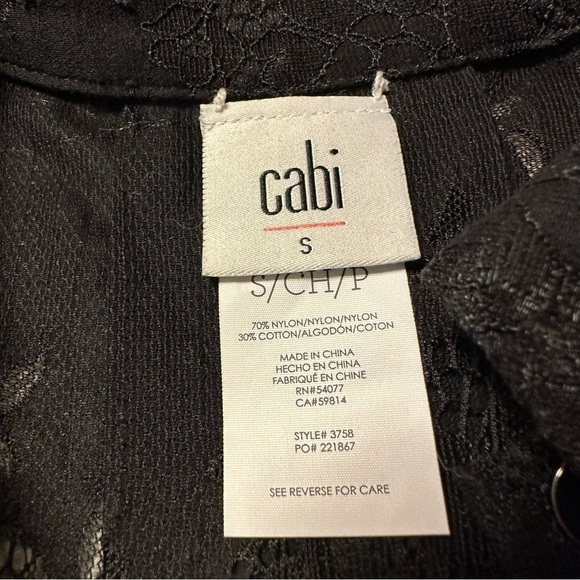 cabi
S
S/CH/P
70% NYLON/NYLON/NYLON
30% COTTON/ALGODÓN/COTON
MADE IN CHINA
HECHO EN CHINA
FABRIQUÉ EN CHINE
RN#54077
CA#59814
STYLE# 3758
PO# 221867
SEE REVERSE FOR CARE